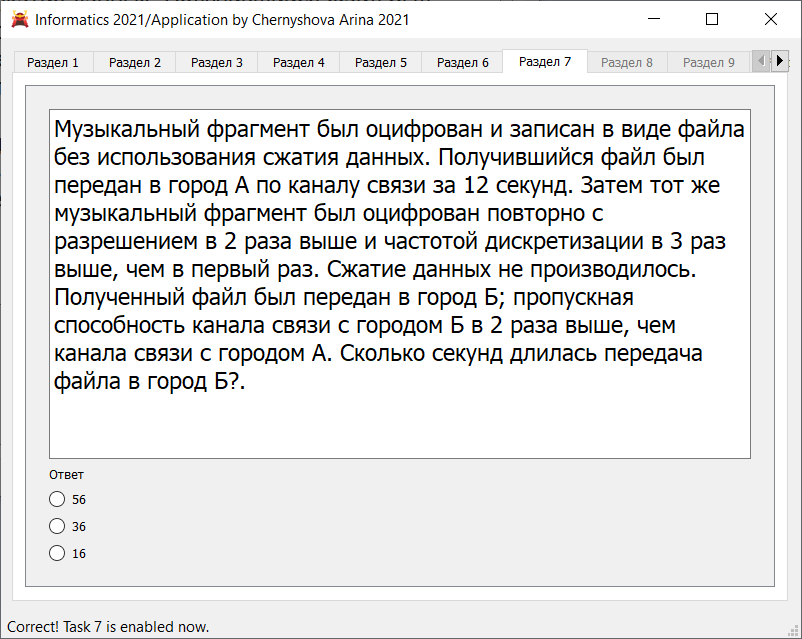 Informatics 2021/Application by Chernyshova Arina 2021
Раздел 1 Раздел 2 Раздел 3 Раздел 4 Раздел 5 Раздел 6 Раздел 7 Раздел 8 Раздел 9
Музыкальный фрагмент был оцифрован и записан в виде файла
без использования сжатия данных. Получившийся файл был
передан в город А по каналу связи за 12 секунд. Затем тот же
музыкальный фрагмент был оцифрован повторно с
разрешением в 2 раза выше и частотой дискретизации в 3 раз
выше, чем в первый раз. Сжатие данных не производилось.
Полученный файл был передан в город Б; пропускная
способность канала связи с городом Б в 2 раза выше, чем
канала связи с городом А. Сколько секунд длилась передача
файла в город Б?.
Ответ
56
36
16
Correct! Task 7 is enabled now.